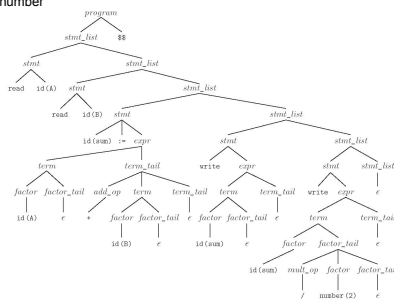 number
program
stmt_list $$
stmt stmt_list
read id(A) stmt stmt_list
read id(B) stmt stmt_list
id(sum) := expr stmt stmt_list
term term_tail write expr stmt stmt_list
factor factor_tail add_op term term_tail term term_tail write expr ϵ
id(A) ϵ + factor factor_tail ϵ factor factor_tail ϵ term term_tail
id(B) ϵ id(sum) ϵ factor factor_tail ϵ
id(sum) mult_op factor factor_tail
/ number(2) ϵ